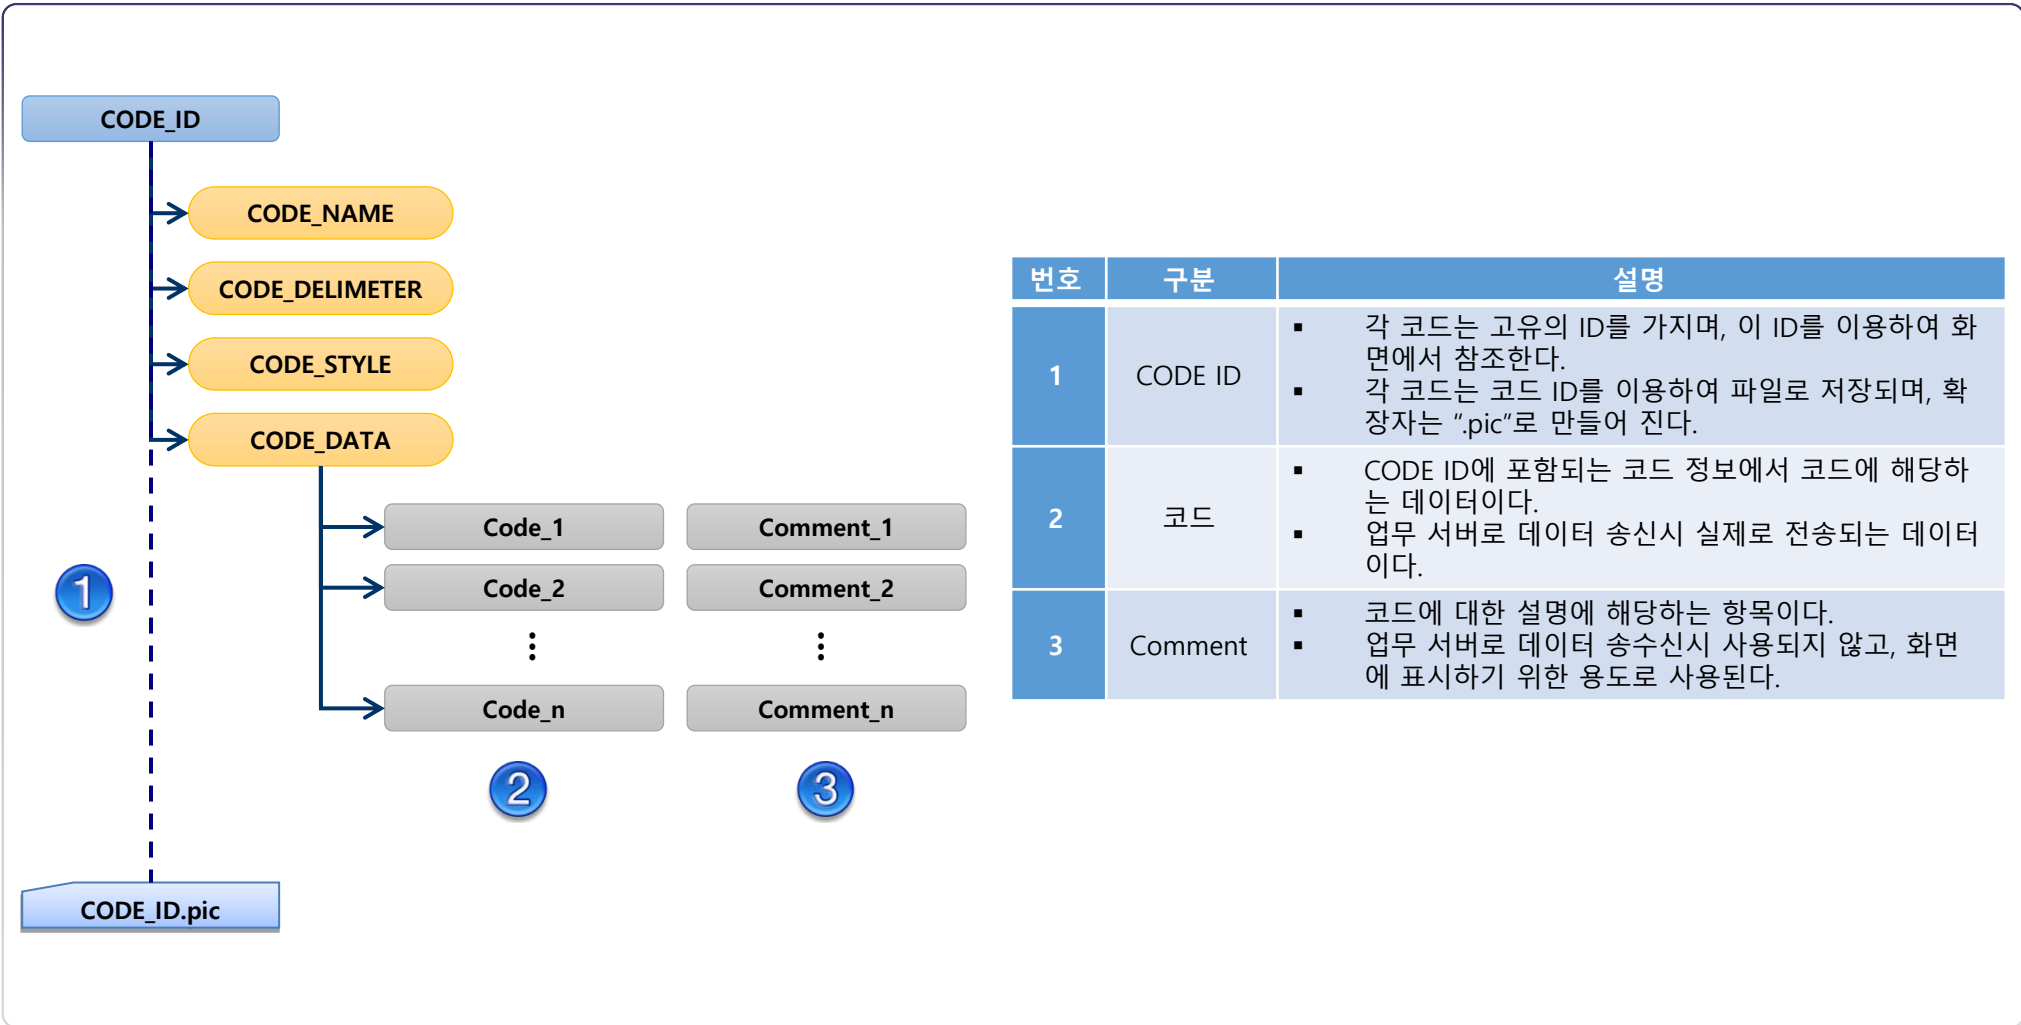 CODE_ID
CODE_NAME
CODE_DELIMETER
CODE_STYLE
CODE_DATA
Code_1 Comment_1
1
Code_2 Comment_2
⋮ ⋮
Code_n Comment_n
2 3
CODE_ID.pic
번호 구분 설명
1 CODE ID
▪ 각 코드는 고유의 ID를 가지며, 이 ID를 이용하여 화
면에서 참조한다.
▪ 각 코드는 코드 ID를 이용하여 파일로 저장되며, 확
장자는 “.pic”로 만들어 진다.
2 코드
▪ CODE ID에 포함되는 코드 정보에서 코드에 해당하
는 데이터이다.
▪ 업무 서버로 데이터 송신시 실제로 전송되는 데이터
이다.
3 Comment
▪ 코드에 대한 설명에 해당하는 항목이다.
▪ 업무 서버로 데이터 송수신시 사용되지 않고, 화면
에 표시하기 위한 용도로 사용된다.